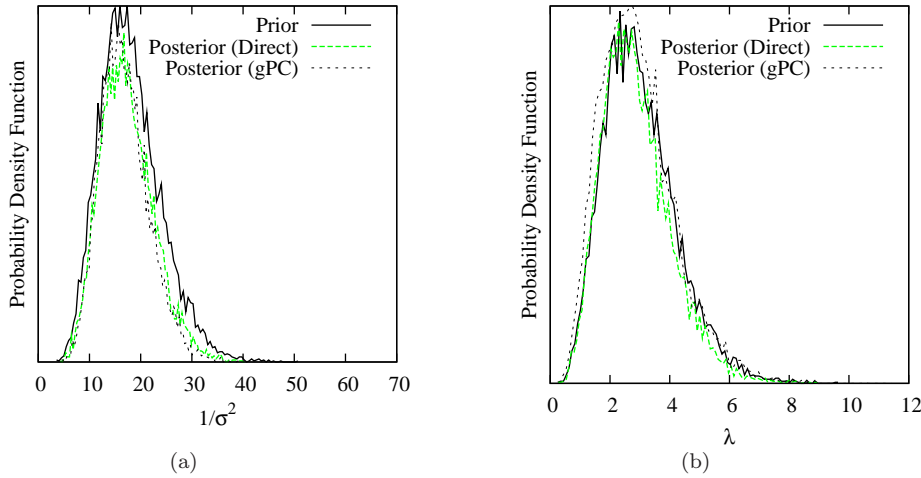 Prior
Posterior (Direct)
Posterior (gPC)
Probability Density Function
0 10 20 30 40 50 60 70
1/σ²
(a)
Prior
Posterior (Direct)
Posterior (gPC)
Probability Density Function
0 2 4 6 8 10 12
λ
(b)